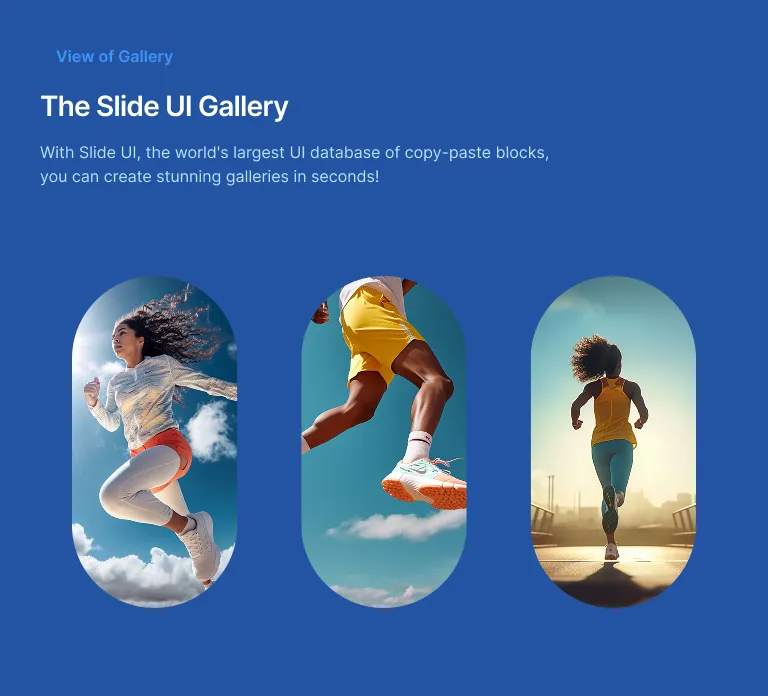 View of Gallery
The Slide UI Gallery
With Slide UI, the world's largest UI database of copy-paste blocks,
you can create stunning galleries in seconds!